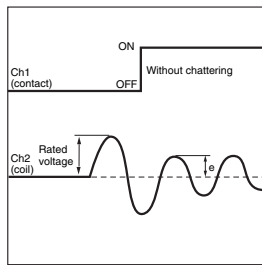 ON
Ch1
(contact)
Without chattering
OFF
Rated
voltage
Ch2
(coil)
e